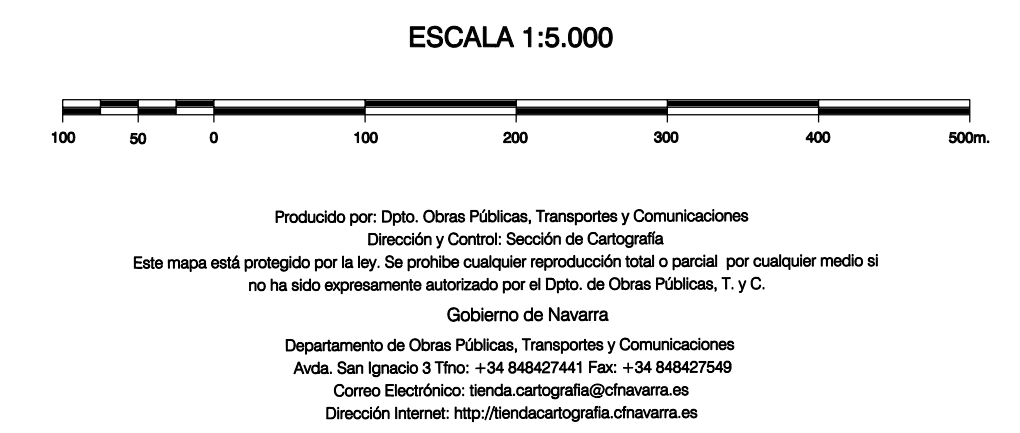 ESCALA 1:5.000
100 50 0 100 200 300 400 500m.
Producido por: Dpto. Obras Públicas, Transportes y Comunicaciones
Dirección y Control: Sección de Cartografía
Este mapa está protegido por la ley. Se prohibe cualquier reproducción total o parcial por cualquier medio si
no ha sido expresamente autorizado por el Dpto. de Obras Públicas, T. y C.
Gobierno de Navarra
Departamento de Obras Públicas, Transportes y Comunicaciones
Avda. San Ignacio 3 Tfno: +34 848427441 Fax: +34 848427549
Correo Electrónico: tienda.cartografia@cfnavarra.es
Dirección Internet: http://tiendacartografia.cfnavarra.es